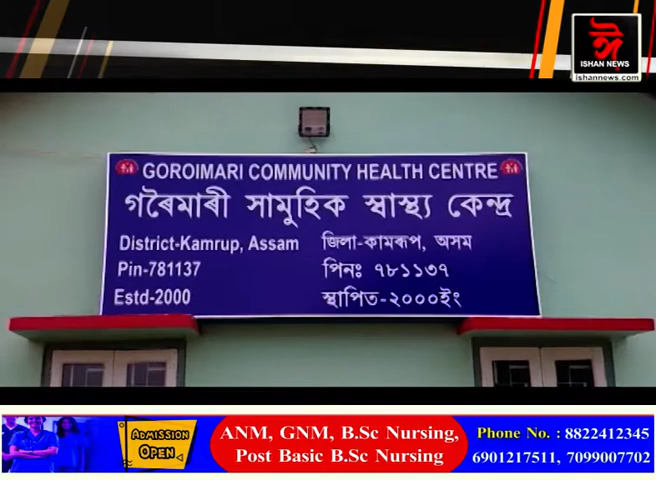 ঈ
ISHAN NEWS
ishannews.com
GOROIMARI COMMUNITY HEALTH CENTRE
গৰৈমাৰী সামুহিক স্বাস্থ্য কেন্দ্ৰ
District-Kamrup, Assam জিলা-কামৰূপ, অসম
Pin-781137 পিনঃ ৭৮১১৩৭
Estd-2000 স্থাপিত-২০০০ইং
ADMISSION OPEN
ANM, GNM, B.Sc Nursing,
Post Basic B.Sc Nursing
Phone No. : 8822412345
6901217511, 7099007702